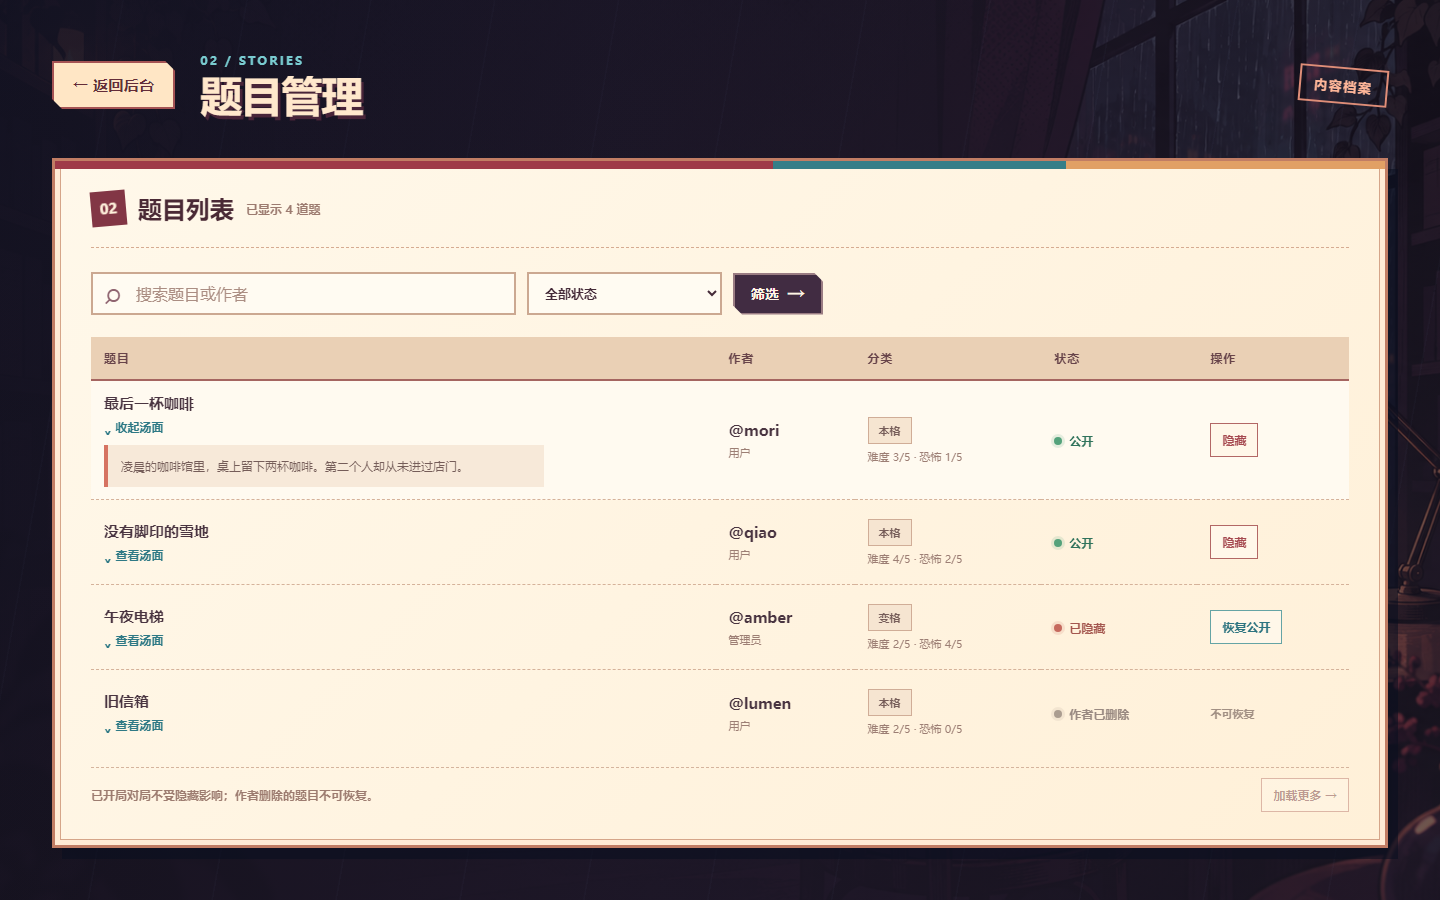 ← 返回后台
02 / STORIES
题目管理
内容档案
02 题目列表 已显示 4 道题
搜索题目或作者
全部状态
筛选 →
题目 作者 分类 状态 操作
最后一杯咖啡
收起汤面
凌晨的咖啡馆里，桌上留下两杯咖啡。第二个人却从未进过店门。
@mori
用户
本格
难度 3/5 · 恐怖 1/5
公开
隐藏
没有脚印的雪地
查看汤面
@qiao
用户
本格
难度 4/5 · 恐怖 2/5
公开
隐藏
午夜电梯
查看汤面
@amber
管理员
变格
难度 2/5 · 恐怖 4/5
已隐藏
恢复公开
旧信箱
查看汤面
@lumen
用户
本格
难度 2/5 · 恐怖 0/5
作者已删除
不可恢复
已开局对局不受隐藏影响；作者删除的题目不可恢复。
加载更多 →